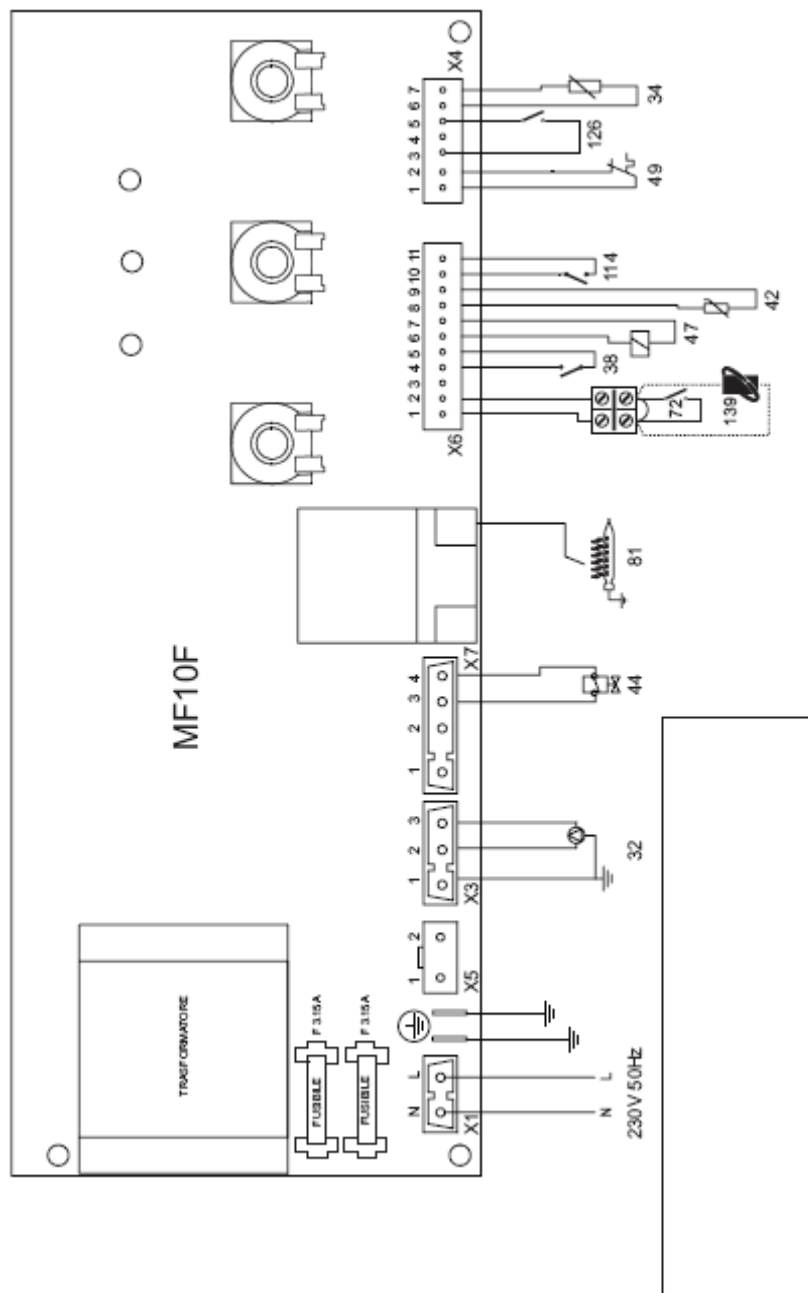 TRASFORMATORE
MF10F
FUSIBILE F 3.15A
FUSIBILE F 3.15A
N L
1 2
1 2 3
1 2 3 4
1 2 3 4 5 6 7 8 9 10 11
1 2 3 4 5 6 7
X1
X5
X3
X7
X6
X4
N L
230V 50Hz
32
44
81
72
139
38
47
42
114
49
126
34